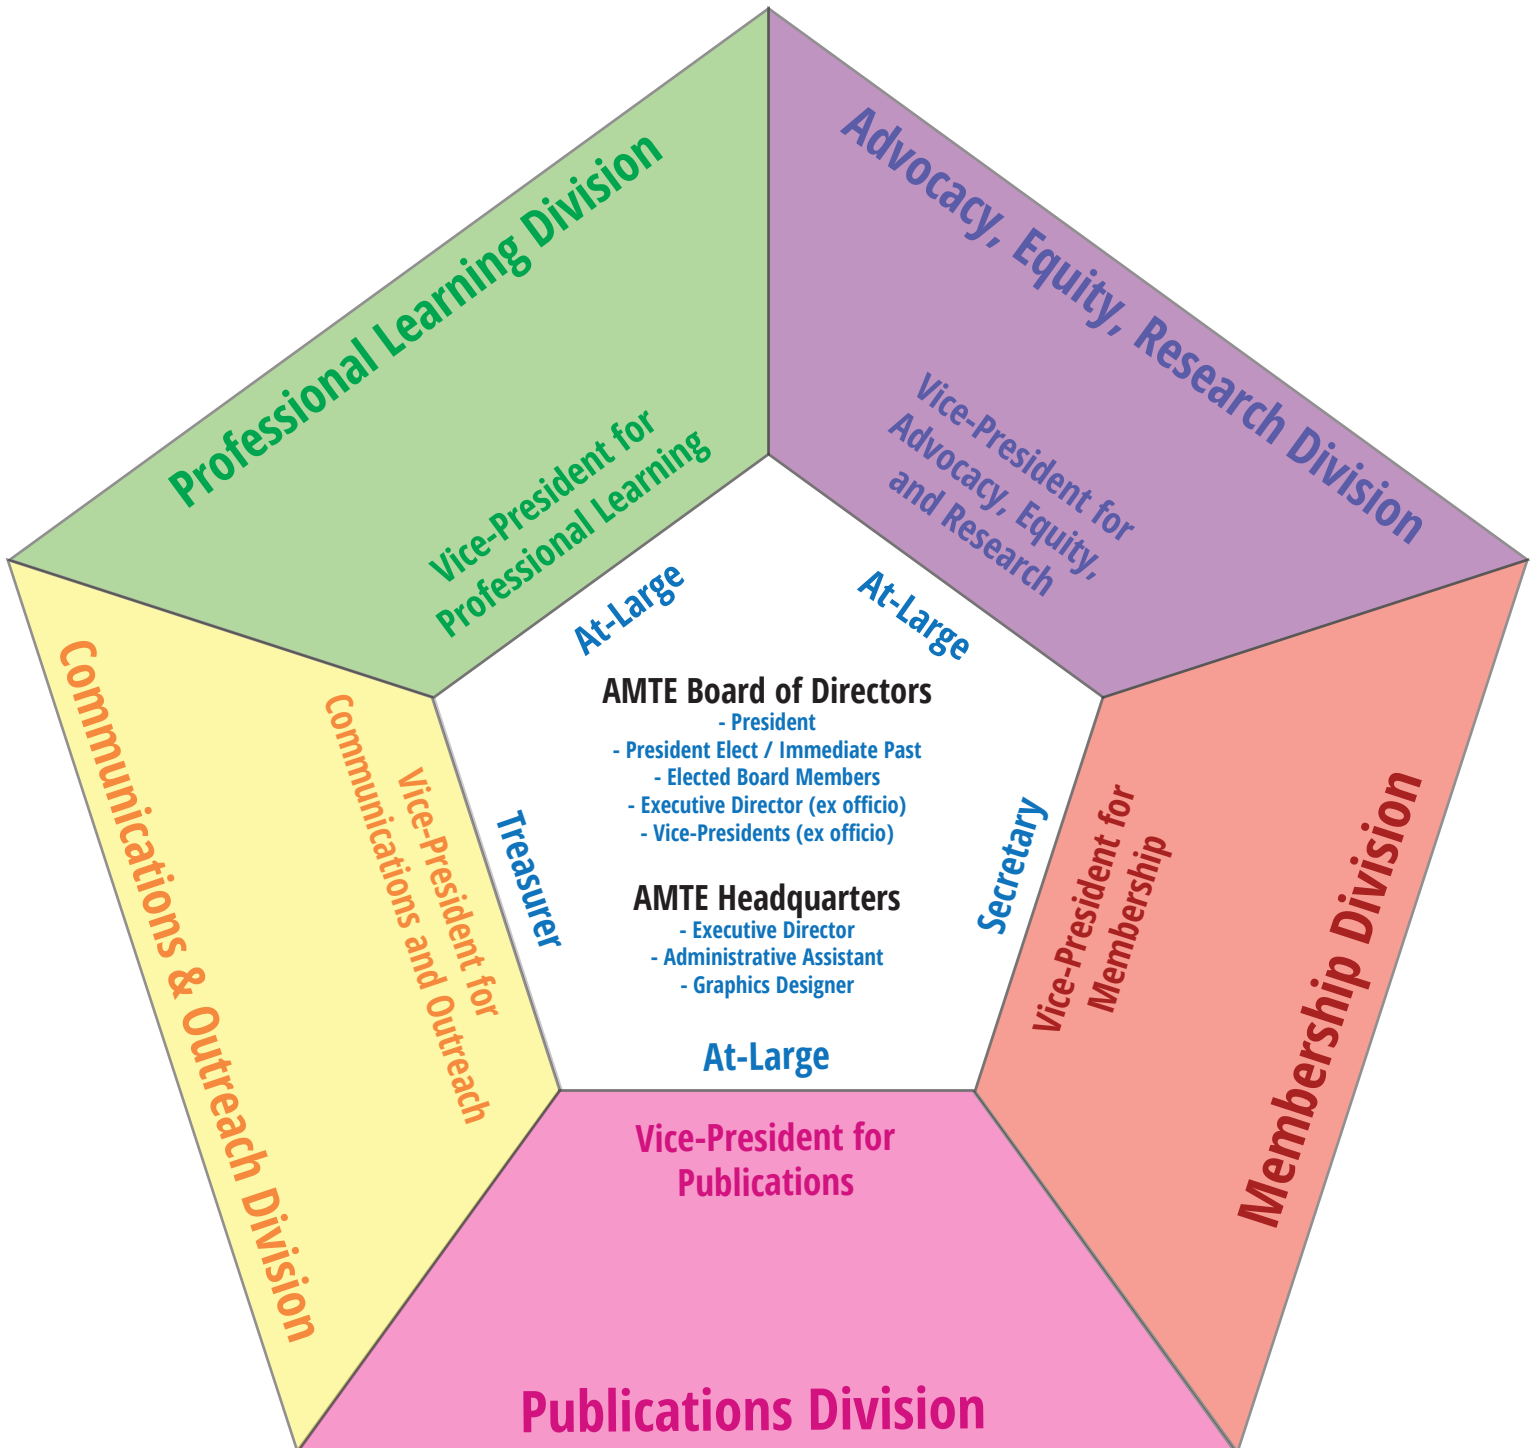 Professional Learning Division
Vice-President for
Professional Learning
Advocacy, Equity, Research Division
Vice-President for
Advocacy, Equity,
and Research
At-Large
At-Large
AMTE Board of Directors
- President
- President Elect / Immediate Past
- Elected Board Members
- Executive Director (ex officio)
- Vice-Presidents (ex officio)
AMTE Headquarters
- Executive Director
- Administrative Assistant
- Graphics Designer
Treasurer
Secretary
At-Large
Communications & Outreach Division
Vice-President for
Communications and Outreach
Vice-President for
Membership
Membership Division
Vice-President for
Publications
Publications Division